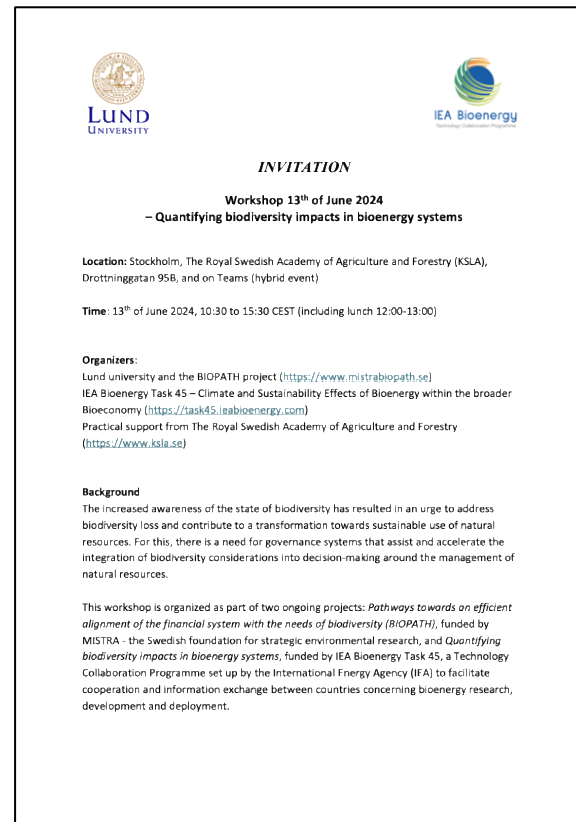 LUND
UNIVERSITY
IEA Bioenergy
Technology Collaboration Programme
INVITATION
Workshop 13th of June 2024
– Quantifying biodiversity impacts in bioenergy systems
Location: Stockholm, The Royal Swedish Academy of Agriculture and Forestry (KSLA),
Drottninggatan 95B, and on Teams (hybrid event)
Time: 13th of June 2024, 10:30 to 15:30 CEST (including lunch 12:00-13:00)
Organizers:
Lund university and the BIOPATH project (https://www.mistrabiopath.se)
IEA Bioenergy Task 45 – Climate and Sustainability Effects of Bioenergy within the broader
Bioeconomy (https://task45.ieabioenergy.com)
Practical support from The Royal Swedish Academy of Agriculture and Forestry
(https://www.ksla.se)
Background
The increased awareness of the state of biodiversity has resulted in an urge to address
biodiversity loss and contribute to a transformation towards sustainable use of natural
resources. For this, there is a need for governance systems that assist and accelerate the
integration of biodiversity considerations into decision-making around the management of
natural resources.
This workshop is organized as part of two ongoing projects: Pathways towards an efficient
alignment of the financial system with the needs of biodiversity (BIOPATH), funded by
MISTRA - the Swedish foundation for strategic environmental research, and Quantifying
biodiversity impacts in bioenergy systems, funded by IEA Bioenergy Task 45, a Technology
Collaboration Programme set up by the International Energy Agency (IEA) to facilitate
cooperation and information exchange between countries concerning bioenergy research,
development and deployment.